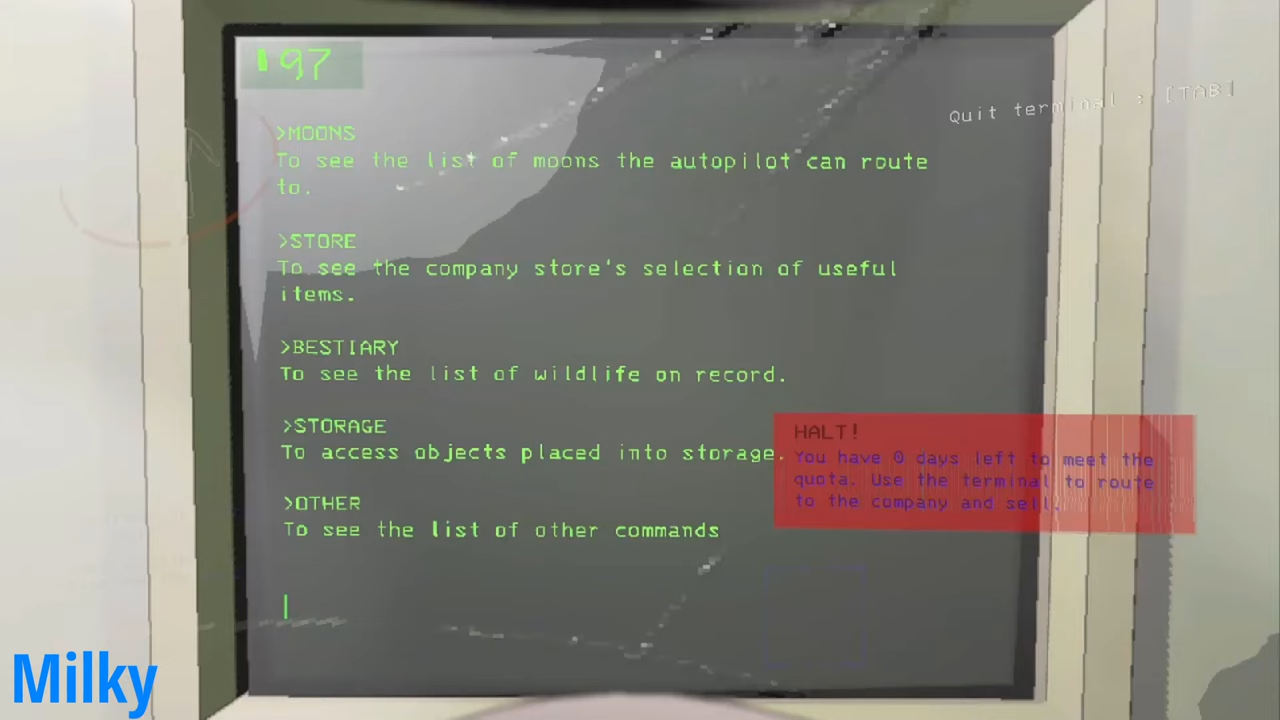 ▮97
Quit terminal : [TAB]
>MOONS
To see the list of moons the autopilot can route
to.
>STORE
To see the company store's selection of useful
items.
>BESTIARY
To see the list of wildlife on record.
>STORAGE
To access objects placed into storage.
>OTHER
To see the list of other commands
HALT!
You have 0 days left to meet the
quota. Use the terminal to route
to the company and sell.
Milky